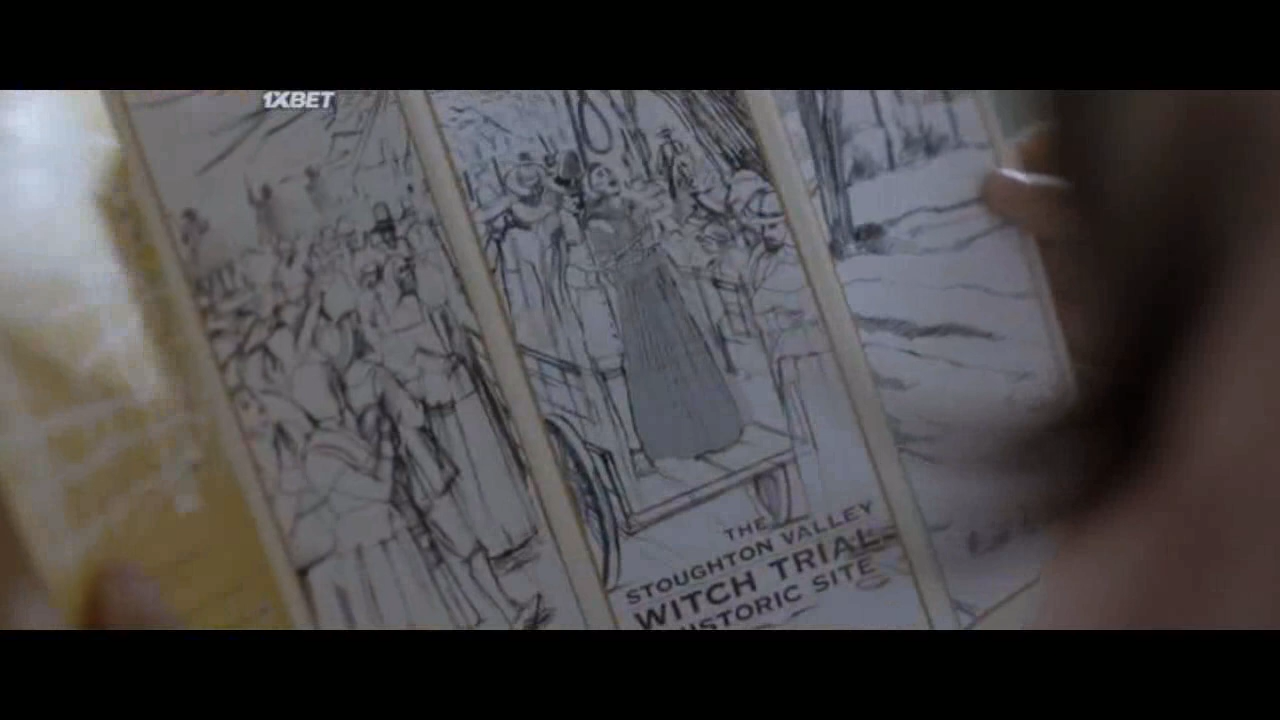 1XBET
THE
STOUGHTON VALLEY
WITCH TRIAL
HISTORIC SITE